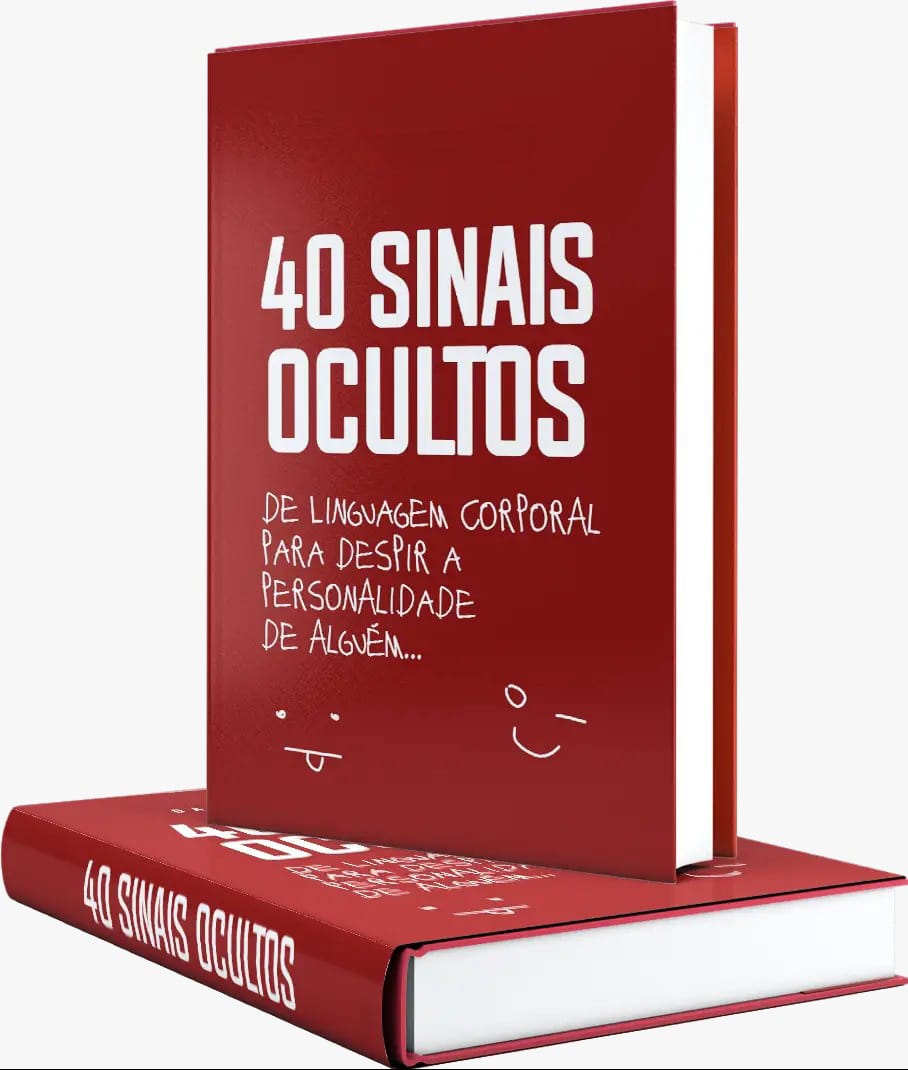 40 SINAIS
OCULTOS
DE LINGUAGEM CORPORAL
PARA DESPIR A
PERSONALIDADE
DE ALGUÉM...
40 SINAIS OCULTOS